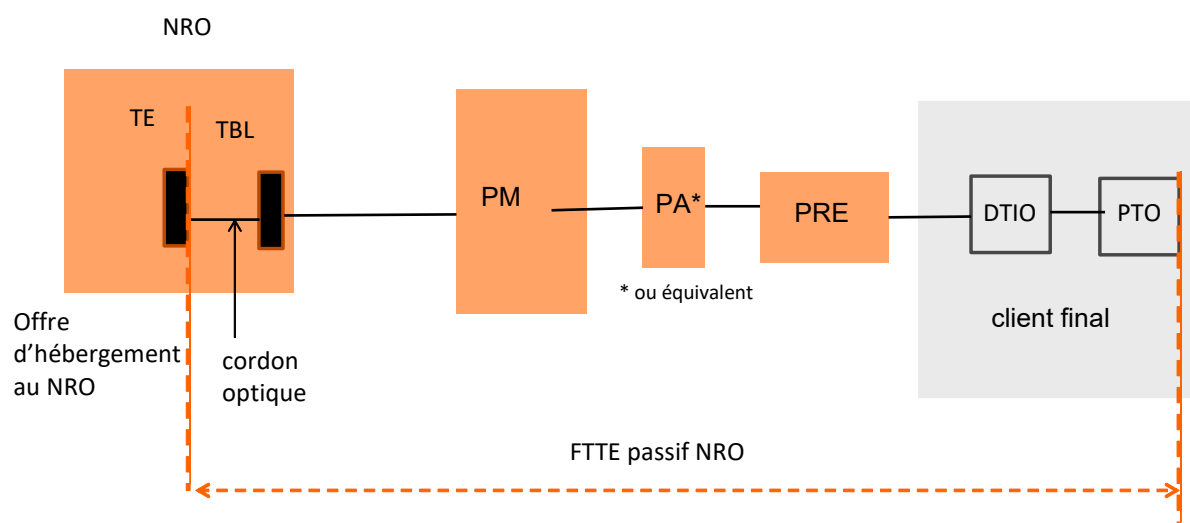 NRO
TE
TBL
PM
PA*
PRE
DTIO
PTO
* ou équivalent
client final
Offre
d’hébergement
au NRO
cordon
optique
FTTE passif NRO